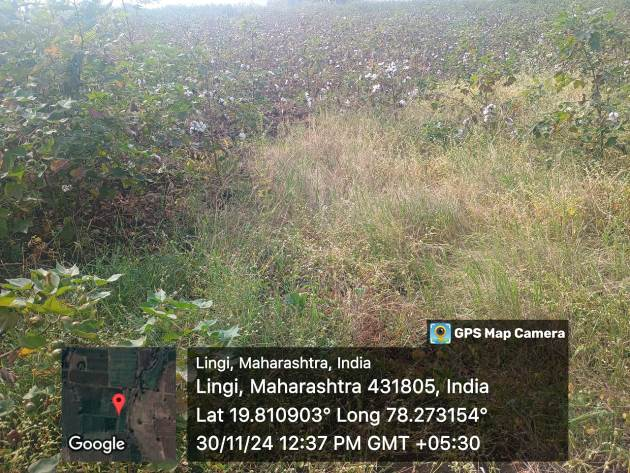 GPS Map Camera
Lingi, Maharashtra, India
Lingi, Maharashtra 431805, India
Lat 19.810903° Long 78.273154°
30/11/24 12:37 PM GMT +05:30
Google